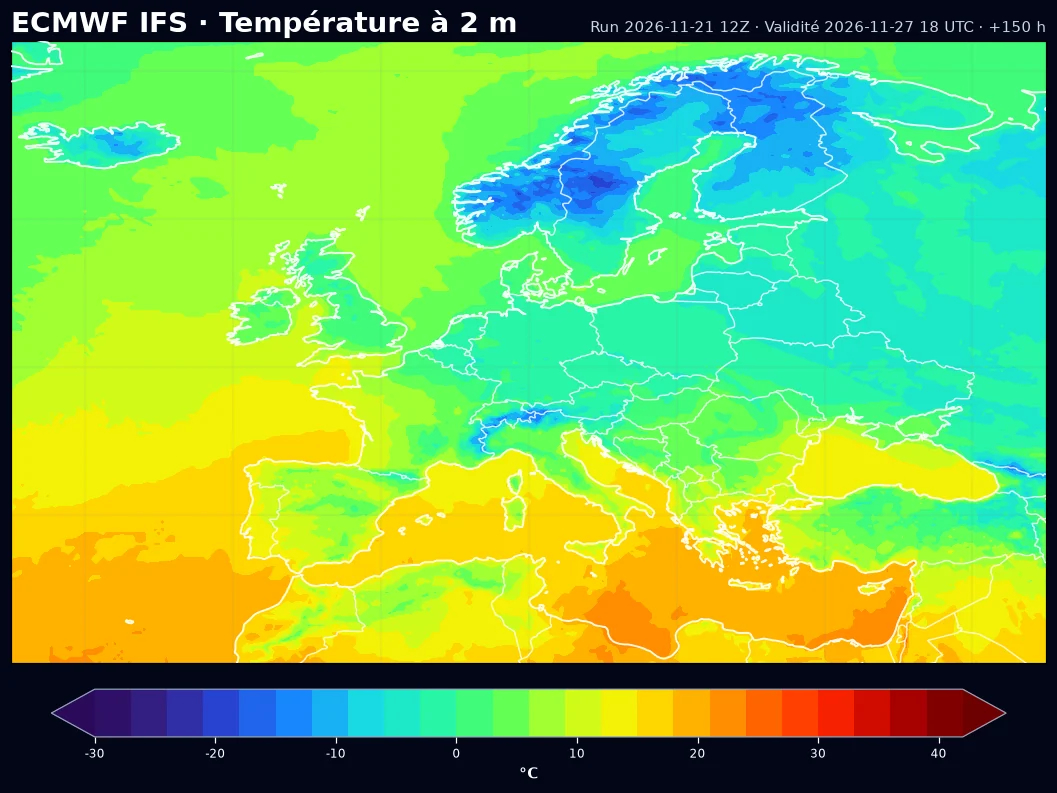 ECMWF IFS · Température à 2 m
Run 2026-11-21 12Z · Validité 2026-11-27 18 UTC · +150 h
-30 -20 -10 0 10 20 30 40
°C